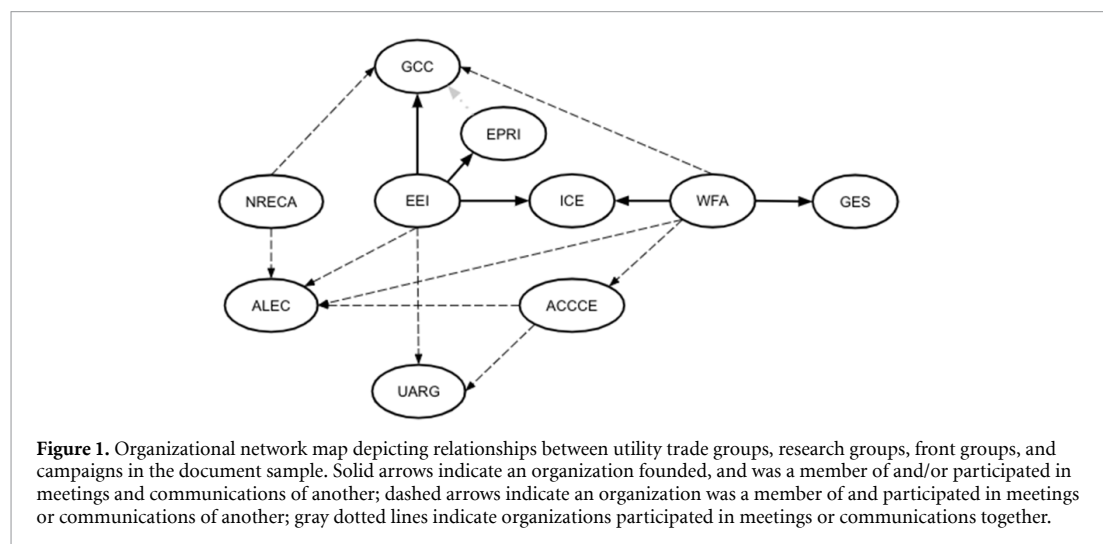 GCC
EPRI
NRECA
EEI
ICE
WFA
GES
ALEC
ACCCE
UARG
Figure 1. Organizational network map depicting relationships between utility trade groups, research groups, front groups, and
campaigns in the document sample. Solid arrows indicate an organization founded, and was a member of and/or participated in
meetings and communications of another; dashed arrows indicate an organization was a member of and participated in meetings
or communications of another; gray dotted lines indicate organizations participated in meetings or communications together.